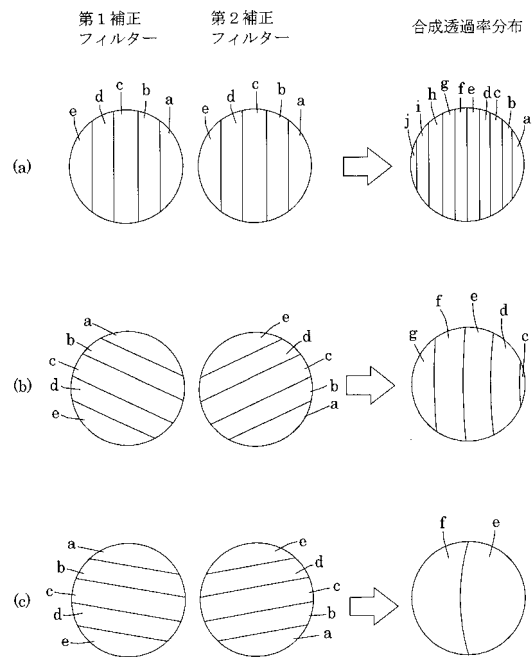 第1補正
フィルター
第2補正
フィルター
合成透過率分布
(a)
e d c b a
e d c b a
j i h g f e d c b a
(b)
a b c d e
e d c b a
g f e d c
(c)
a b c d e
e d c b a
f e